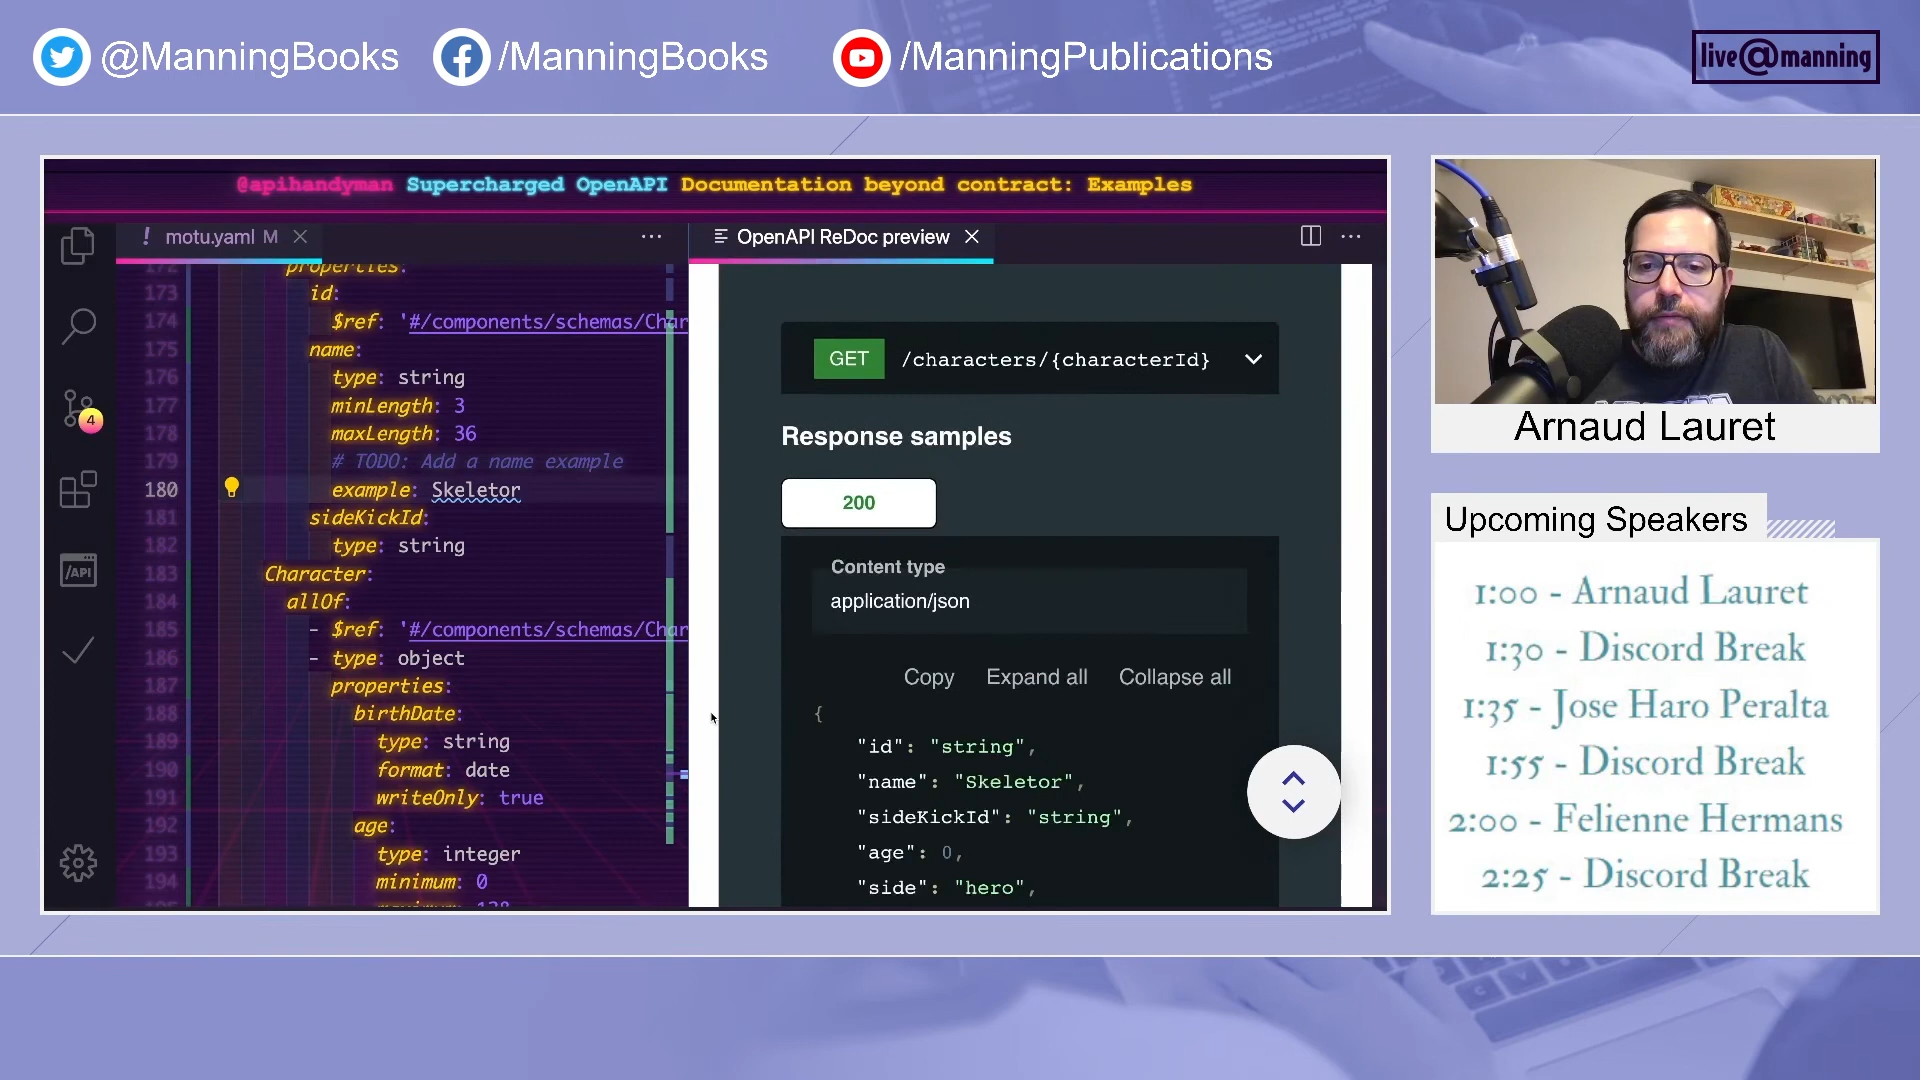 @ManningBooks
/ManningBooks
/ManningPublications
live@manning
@apihandyman Supercharged OpenAPI Documentation beyond contract: Examples
! motu.yaml M
OpenAPI ReDoc preview
172 properties:
173 id:
174 $ref: '#/components/schemas/Char
175 name:
176 type: string
177 minLength: 3
178 maxLength: 36
179 # TODO: Add a name example
180 example: Skeletor
181 sideKickId:
182 type: string
183 Character:
184 allOf:
185 - $ref: '#/components/schemas/Char
186 - type: object
187 properties:
188 birthDate:
189 type: string
190 format: date
191 writeOnly: true
192 age:
193 type: integer
194 minimum: 0
4
/API
GET /characters/{characterId}
Response samples
200
Content type
application/json
Copy Expand all Collapse all
{
"id": "string",
"name": "Skeletor",
"sideKickId": "string",
"age": 0,
"side": "hero",
Arnaud Lauret
Upcoming Speakers
1:00 - Arnaud Lauret
1:30 - Discord Break
1:35 - Jose Haro Peralta
1:55 - Discord Break
2:00 - Felienne Hermans
2:25 - Discord Break